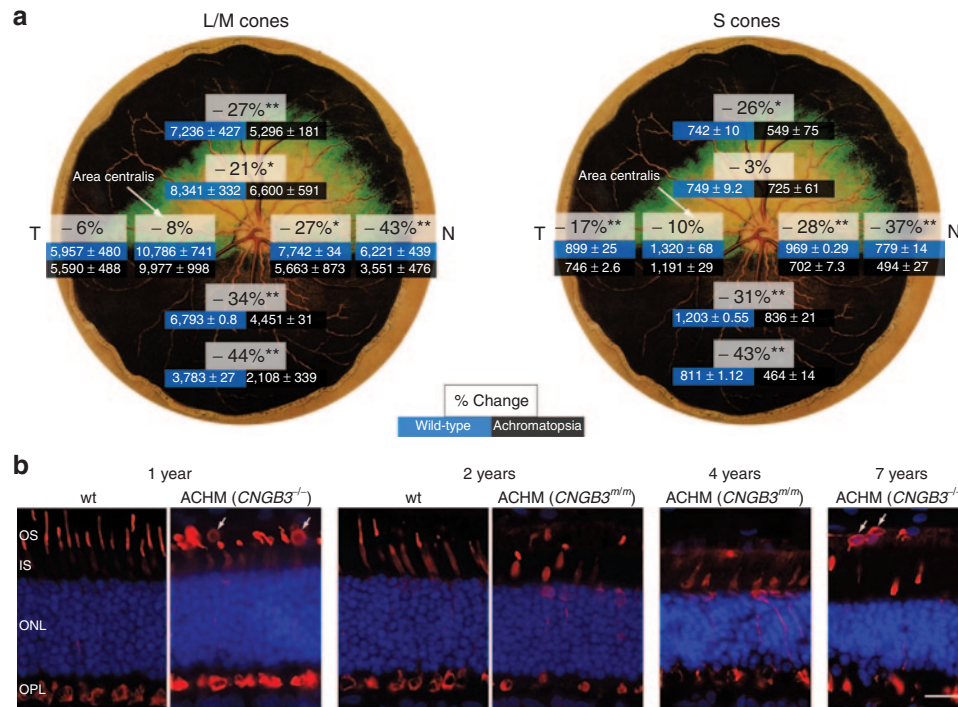 a
L/M cones
S cones
– 27%**
7,236 ± 427 5,296 ± 181
– 21%*
8,341 ± 332 6,600 ± 591
Area centralis
T
– 6%
5,957 ± 480
5,590 ± 488
– 8%
10,786 ± 741
9,977 ± 998
– 27%*
7,742 ± 34
5,663 ± 873
– 43%**
6,221 ± 439
3,551 ± 476
N
– 34%**
6,793 ± 0.8 4,451 ± 31
– 44%**
3,783 ± 27 2,108 ± 339
– 26%*
742 ± 10 549 ± 75
– 3%
749 ± 9.2 725 ± 61
Area centralis
T
– 17%**
899 ± 25
746 ± 2.6
– 10%
1,320 ± 68
1,191 ± 29
– 28%**
969 ± 0.29
702 ± 7.3
– 37%**
779 ± 14
494 ± 27
N
– 31%**
1,203 ± 0.55 836 ± 21
– 43%**
811 ± 1.12 464 ± 14
% Change
Wild-type Achromatopsia
b
1 year
2 years
4 years
7 years
wt
ACHM (CNGB3–/–)
wt
ACHM (CNGB3m/m)
ACHM (CNGB3m/m)
ACHM (CNGB3–/–)
OS
IS
ONL
OPL